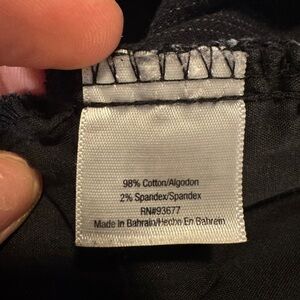 98% Cotton/Algodon
2% Spandex/Spandex
RN#93677
Made In Bahrain/Hecho En Bahrein